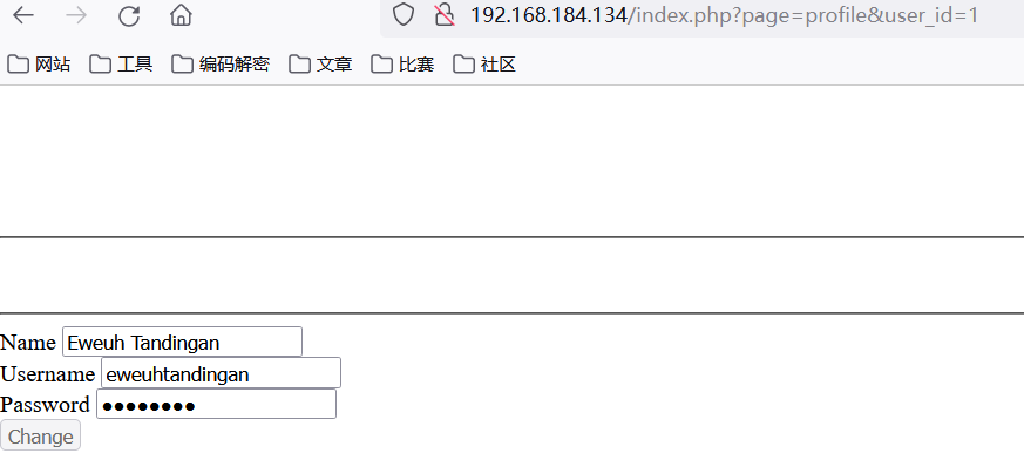 192.168.184.134/index.php?page=profile&user_id=1
网站 工具 编码解密 文章 比赛 社区
Name Eweuh Tandingan
Username eweuhtandingan
Password ●●●●●●●●
Change